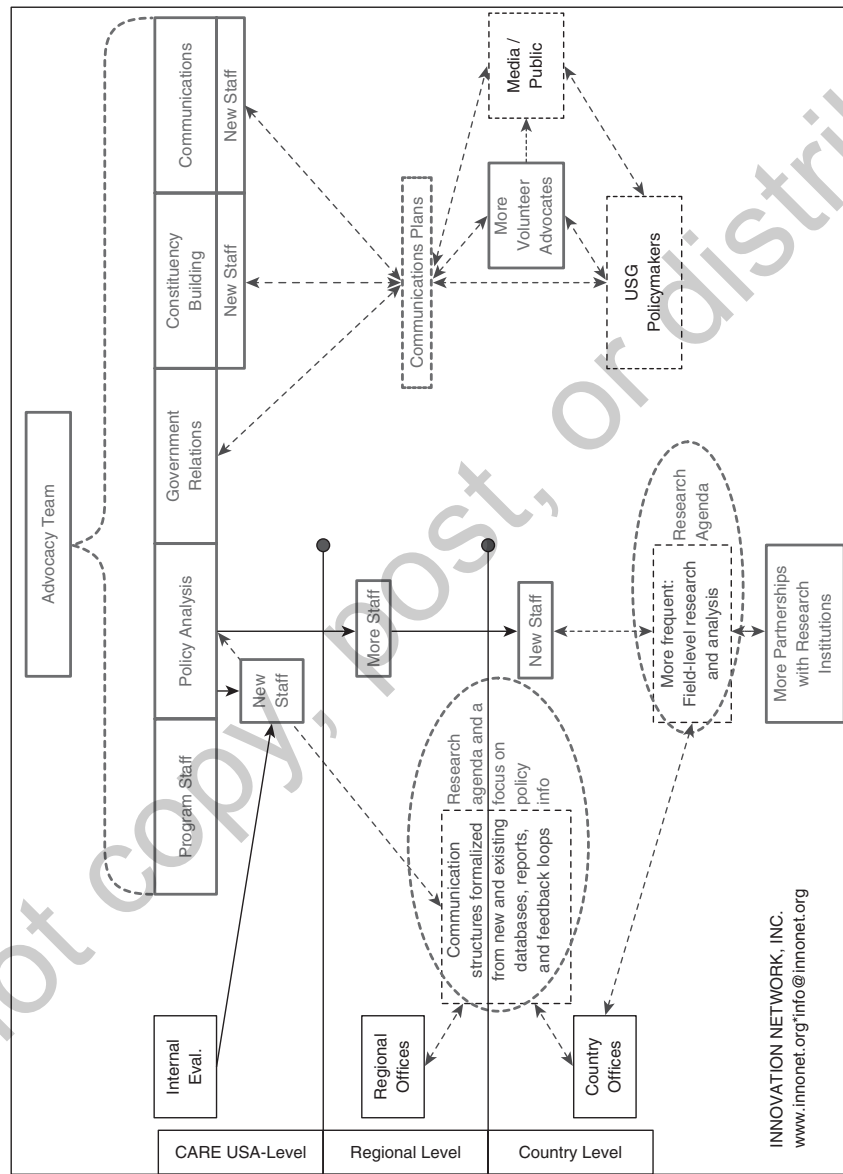 Advocacy Team
Program Staff
Policy Analysis
Government
Relations
Constituency
Building
Communications
New Staff
New Staff
Internal
Eval.
New
Staff
CARE USA-Level
Regional Level
Country Level
Regional
Offices
More Staff
Communications Plans
Research
agenda and a
focus on
policy
info
Communication
structures formalized
from new and existing
databases, reports,
and feedback loops
New Staff
More
Volunteer
Advocates
Media /
Public
Country
Offices
Research
Agenda
More frequent:
Field-level research
and analysis
USG
Policymakers
More Partnerships
with Research
Institutions
INNOVATION NETWORK, INC.
www.innonet.org*info@innonet.org
not copy, post, or distrib